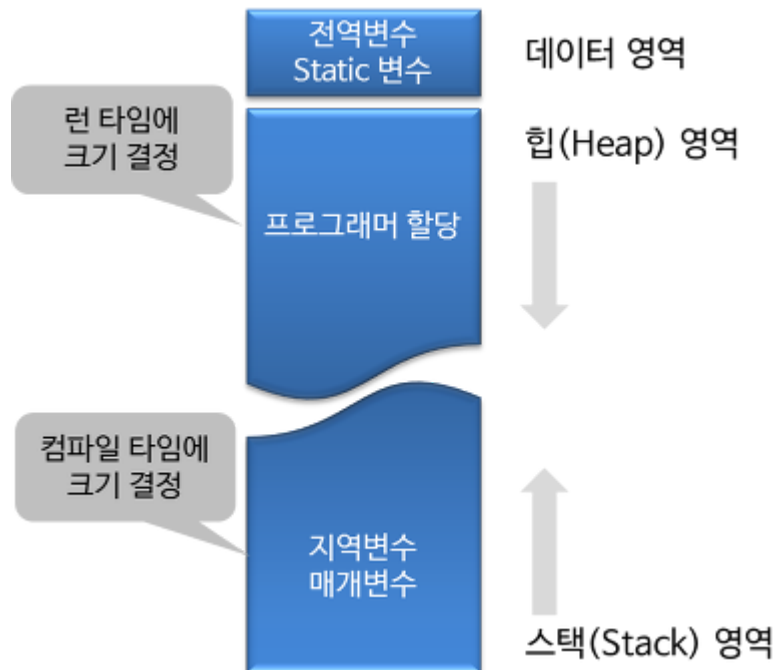 전역변수
Static 변수
데이터 영역
런 타임에
크기 결정
힙(Heap) 영역
프로그래머 할당
컴파일 타임에
크기 결정
지역변수
매개변수
스택(Stack) 영역